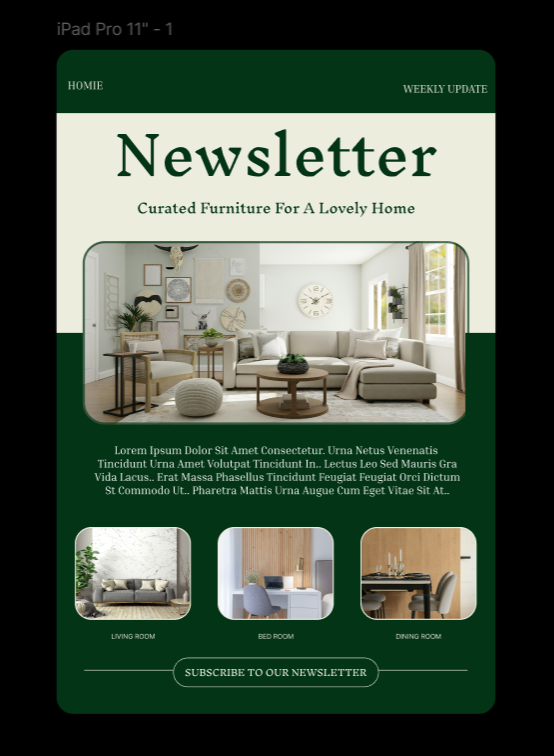 iPad Pro 11" - 1
HOMIE
WEEKLY UPDATE
Newsletter
Curated Furniture For A Lovely Home
Lorem Ipsum Dolor Sit Amet Consectetur. Urna Netus Venenatis
Tincidunt Urna Amet Volutpat Tincidunt In.. Lectus Leo Sed Mauris Gra
Vida Lacus.. Erat Massa Phasellus Tincidunt Feugiat Feugiat Orci Dictum
St Commodo Ut.. Pharetra Mattis Urna Augue Cum Eget Vitae Sit At..
LIVING ROOM
BED ROOM
DINING ROOM
SUBSCRIBE TO OUR NEWSLETTER